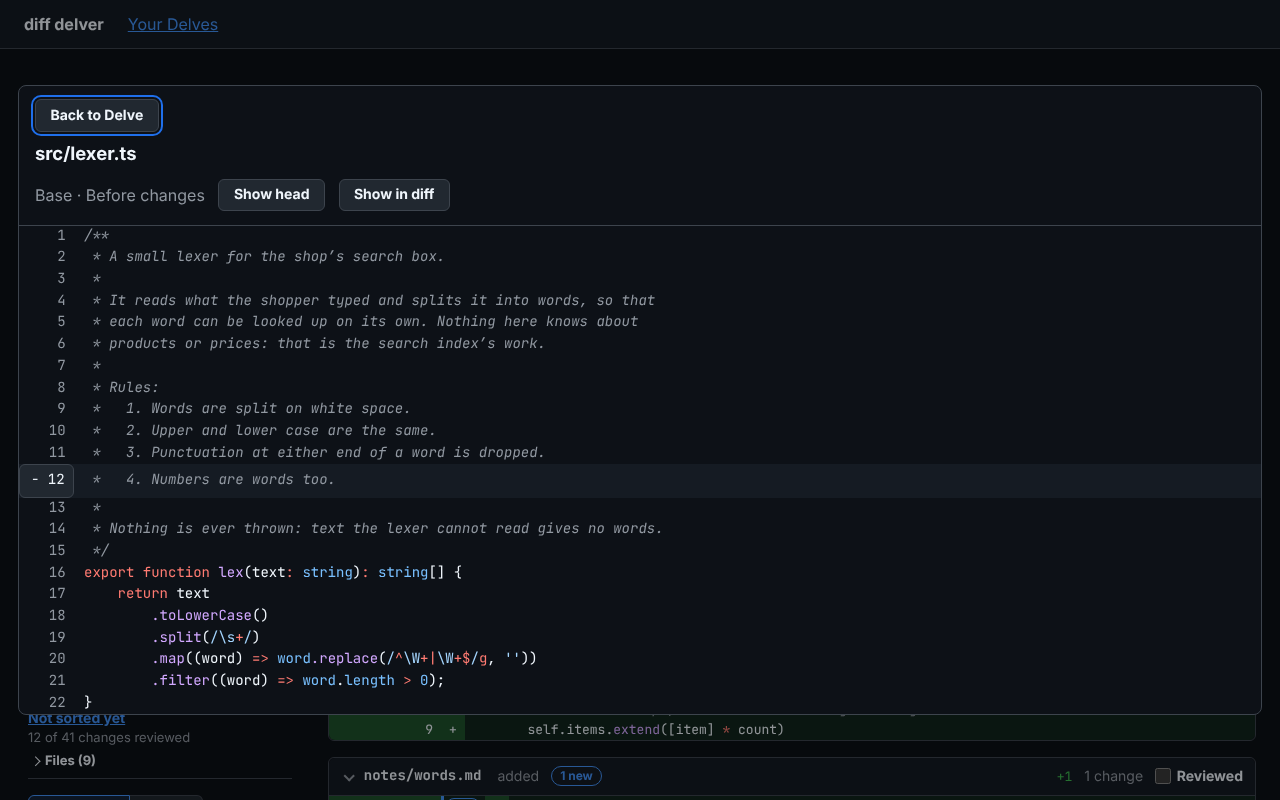 diff delver Your Delves
Back to Delve
src/lexer.ts
Base · Before changes Show head Show in diff
1 /**
2  * A small lexer for the shop’s search box.
3  *
4  * It reads what the shopper typed and splits it into words, so that
5  * each word can be looked up on its own. Nothing here knows about
6  * products or prices: that is the search index’s work.
7  *
8  * Rules:
9  *   1. Words are split on white space.
10  *   2. Upper and lower case are the same.
11  *   3. Punctuation at either end of a word is dropped.
- 12  *   4. Numbers are words too.
13  *
14  * Nothing is ever thrown: text the lexer cannot read gives no words.
15  */
16 export function lex(text: string): string[] {
17     return text
18         .toLowerCase()
19         .split(/\s+/)
20         .map((word) => word.replace(/^\W+|\W+$/g, ''))
21         .filter((word) => word.length > 0);
22 }
Not sorted yet
12 of 41 changes reviewed
Files (9)
9 + self.items.extend([item] * count)
notes/words.md added 1 new +1 1 change Reviewed